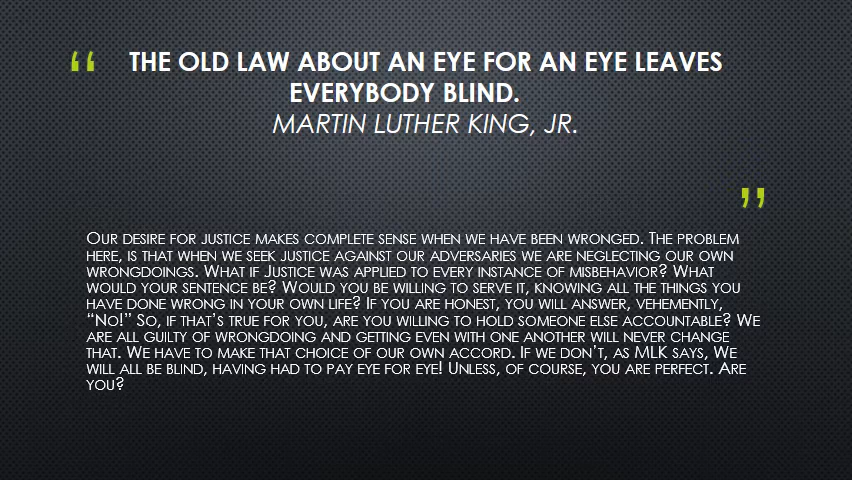 “
THE OLD LAW ABOUT AN EYE FOR AN EYE LEAVES
EVERYBODY BLIND.
MARTIN LUTHER KING, JR.
”
OUR DESIRE FOR JUSTICE MAKES COMPLETE SENSE WHEN WE HAVE BEEN WRONGED. THE PROBLEM
HERE, IS THAT WHEN WE SEEK JUSTICE AGAINST OUR ADVERSARIES WE ARE NEGLECTING OUR OWN
WRONGDOINGS. WHAT IF JUSTICE WAS APPLIED TO EVERY INSTANCE OF MISBEHAVIOR? WHAT
WOULD YOUR SENTENCE BE? WOULD YOU BE WILLING TO SERVE IT, KNOWING ALL THE THINGS YOU
HAVE DONE WRONG IN YOUR OWN LIFE? IF YOU ARE HONEST, YOU WILL ANSWER, VEHEMENTLY,
“NO!” SO, IF THAT’S TRUE FOR YOU, ARE YOU WILLING TO HOLD SOMEONE ELSE ACCOUNTABLE? WE
ARE ALL GUILTY OF WRONGDOING AND GETTING EVEN WITH ONE ANOTHER WILL NEVER CHANGE
THAT. WE HAVE TO MAKE THAT CHOICE OF OUR OWN ACCORD. IF WE DON’T, AS MLK SAYS, WE
WILL ALL BE BLIND, HAVING HAD TO PAY EYE FOR EYE! UNLESS, OF COURSE, YOU ARE PERFECT. ARE
YOU?